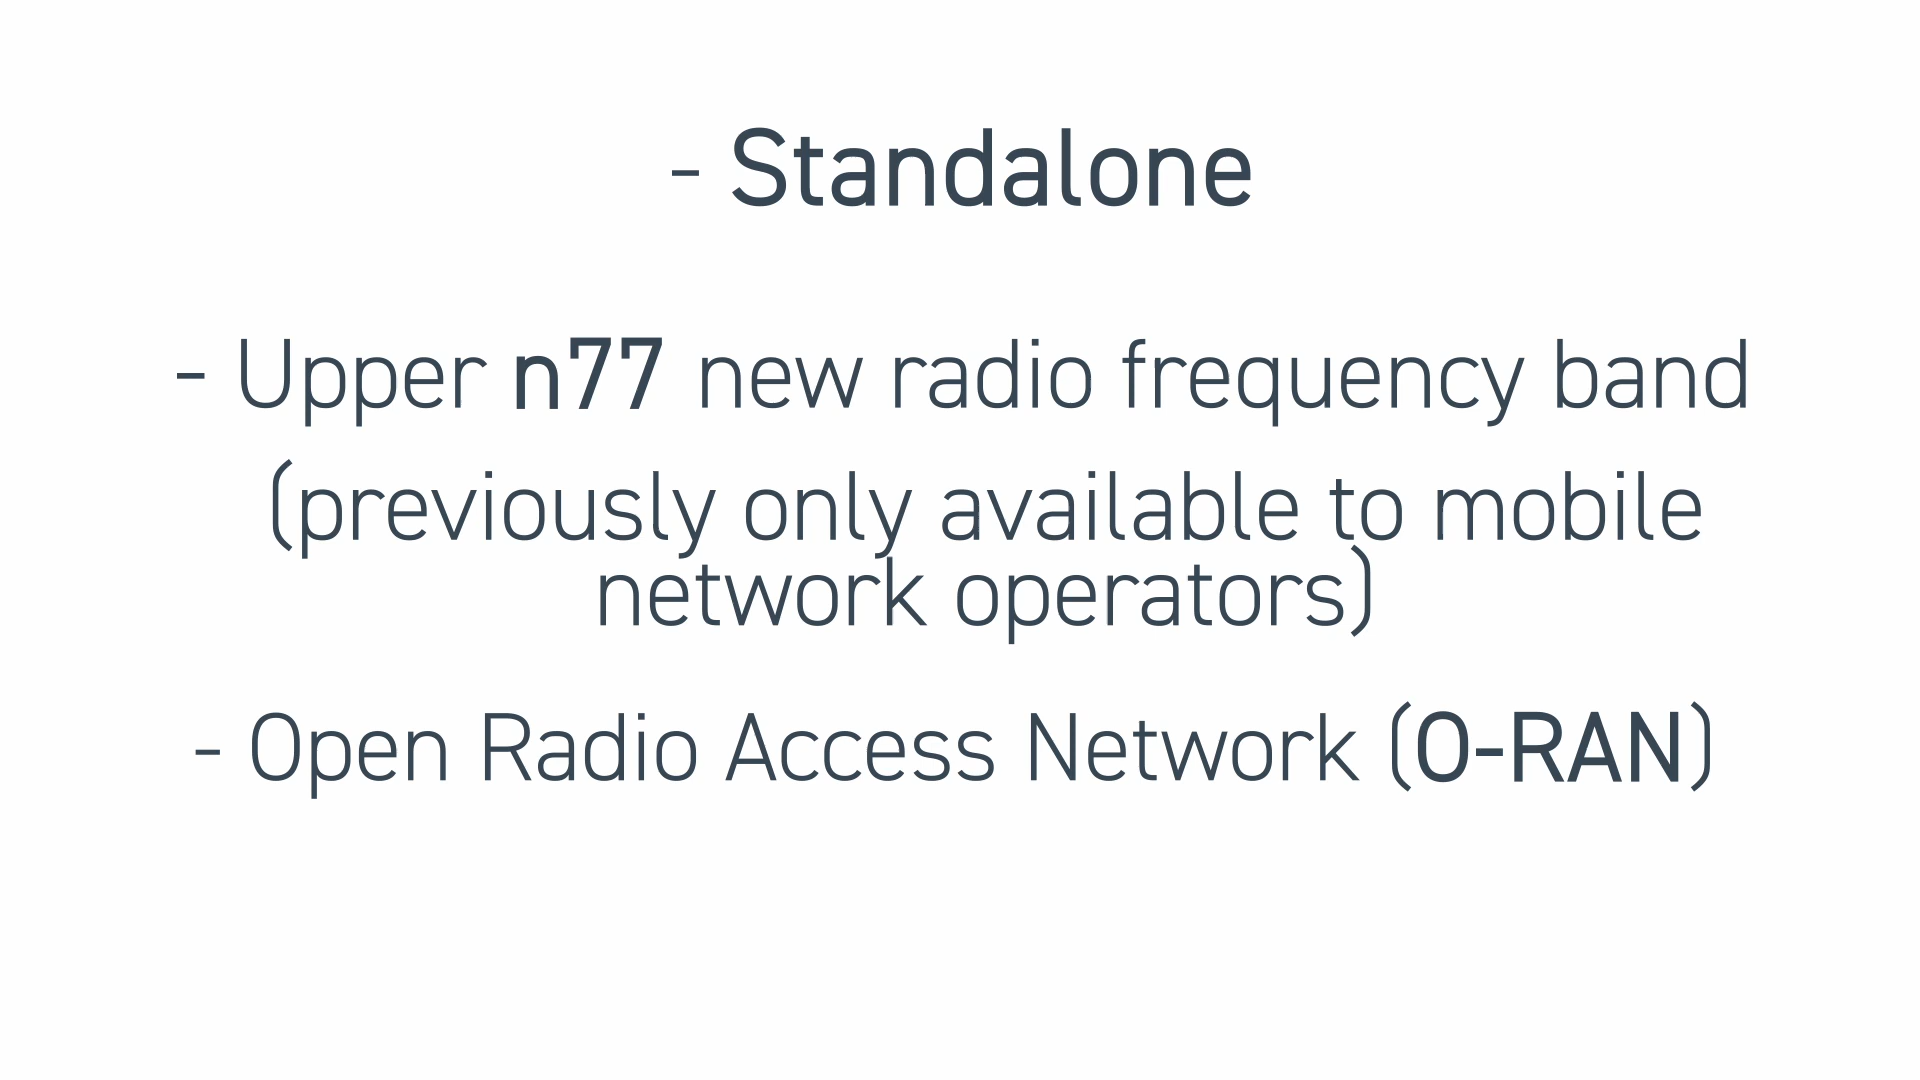 - Standalone
- Upper n77 new radio frequency band
(previously only available to mobile
network operators)
- Open Radio Access Network (O-RAN)